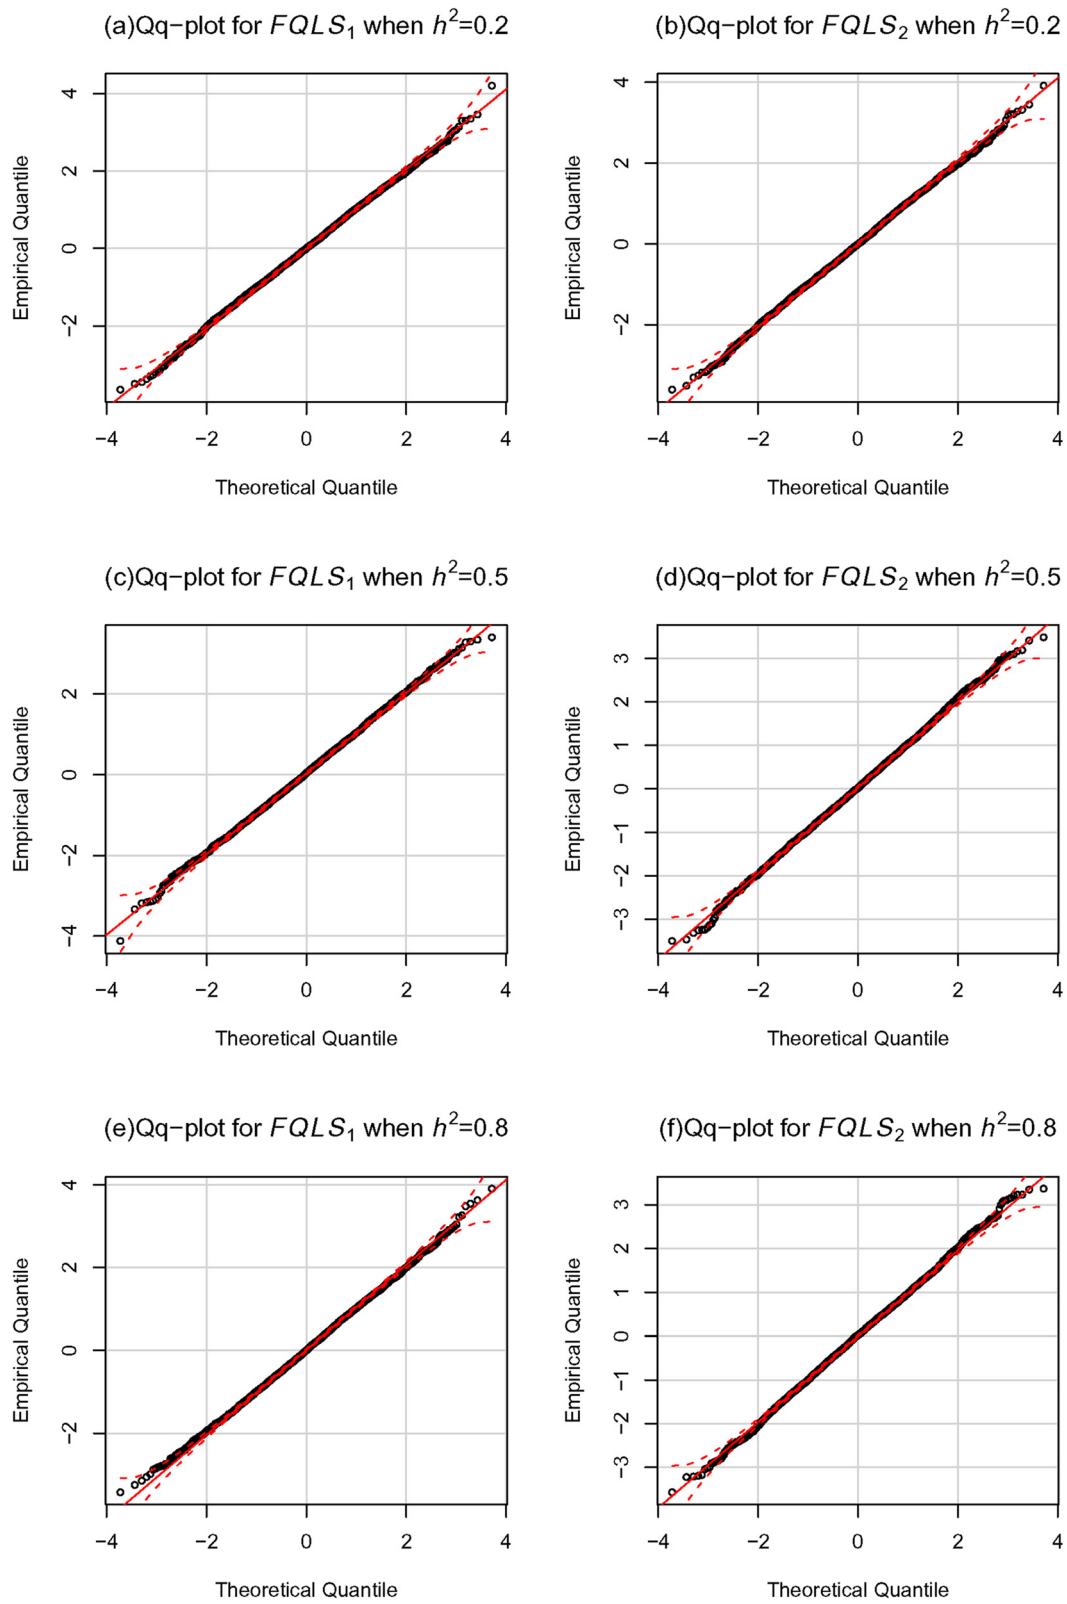 (a)Qq−plot for FQLS₁ when h²=0.2
4
2
0
−2
Empirical Quantile
−4 −2 0 2 4
Theoretical Quantile
(b)Qq−plot for FQLS₂ when h²=0.2
4
2
0
−2
Empirical Quantile
−4 −2 0 2 4
Theoretical Quantile
(c)Qq−plot for FQLS₁ when h²=0.5
2
0
−2
−4
Empirical Quantile
−4 −2 0 2 4
Theoretical Quantile
(d)Qq−plot for FQLS₂ when h²=0.5
3
2
1
0
−1
−2
−3
Empirical Quantile
−4 −2 0 2 4
Theoretical Quantile
(e)Qq−plot for FQLS₁ when h²=0.8
4
2
0
−2
Empirical Quantile
−4 −2 0 2 4
Theoretical Quantile
(f)Qq−plot for FQLS₂ when h²=0.8
3
2
1
0
−1
−2
−3
Empirical Quantile
−4 −2 0 2 4
Theoretical Quantile